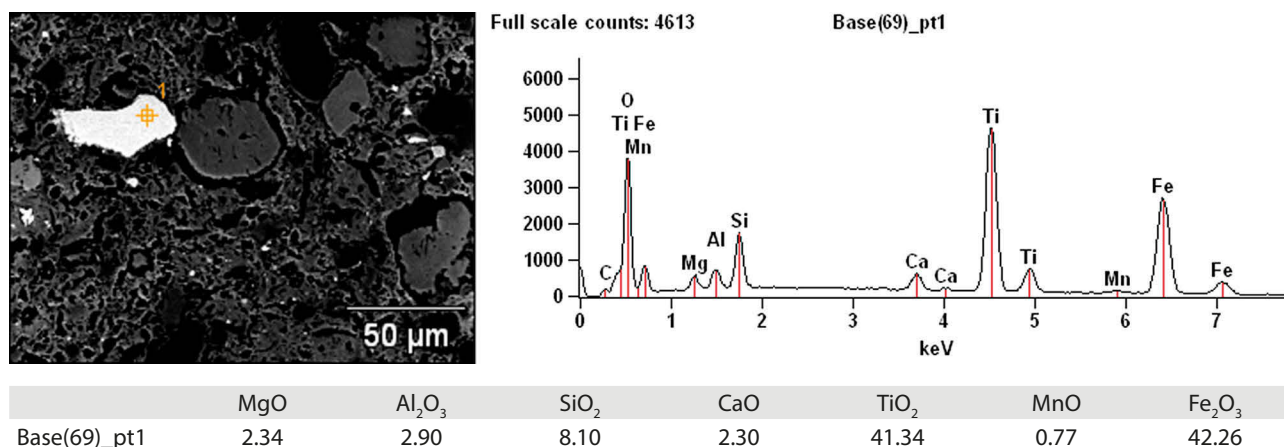 1
50 μm
Full scale counts: 4613 Base(69)_pt1
6000
5000
4000
3000
2000
1000
0
O
Ti Fe
Mn
C
Mg
Al
Si
Ca
Ca
Ti
Ti
Mn
Fe
Fe
0 1 2 3 4 5 6 7
keV
MgO Al₂O₃ SiO₂ CaO TiO₂ MnO Fe₂O₃
Base(69)_pt1 2.34 2.90 8.10 2.30 41.34 0.77 42.26